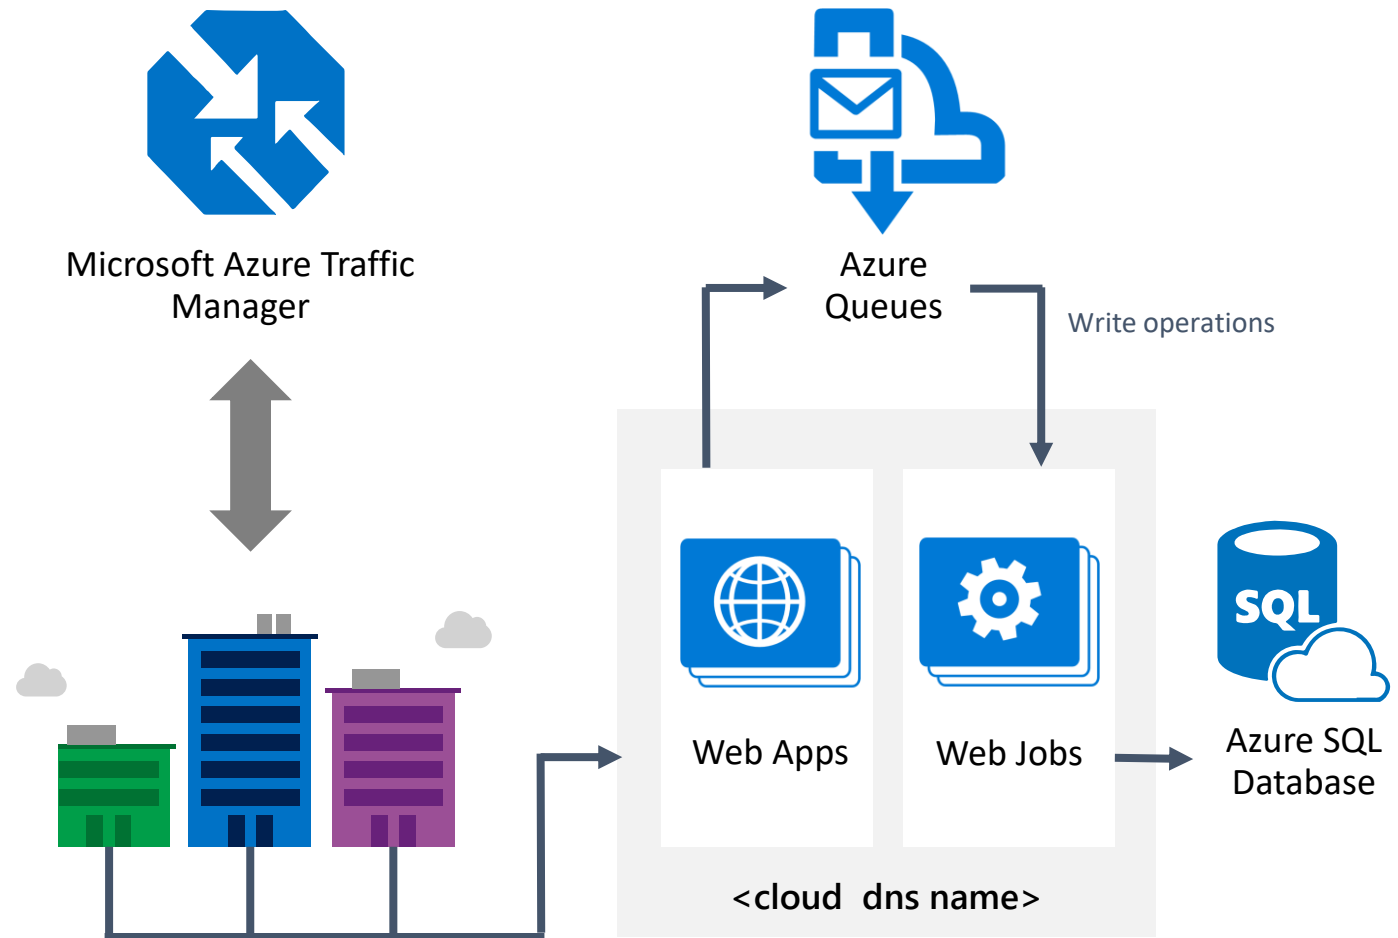 Microsoft Azure Traffic
Manager
Azure
Queues
Write operations
Web Apps
Web Jobs
SQL
Azure SQL
Database
<cloud  dns name>